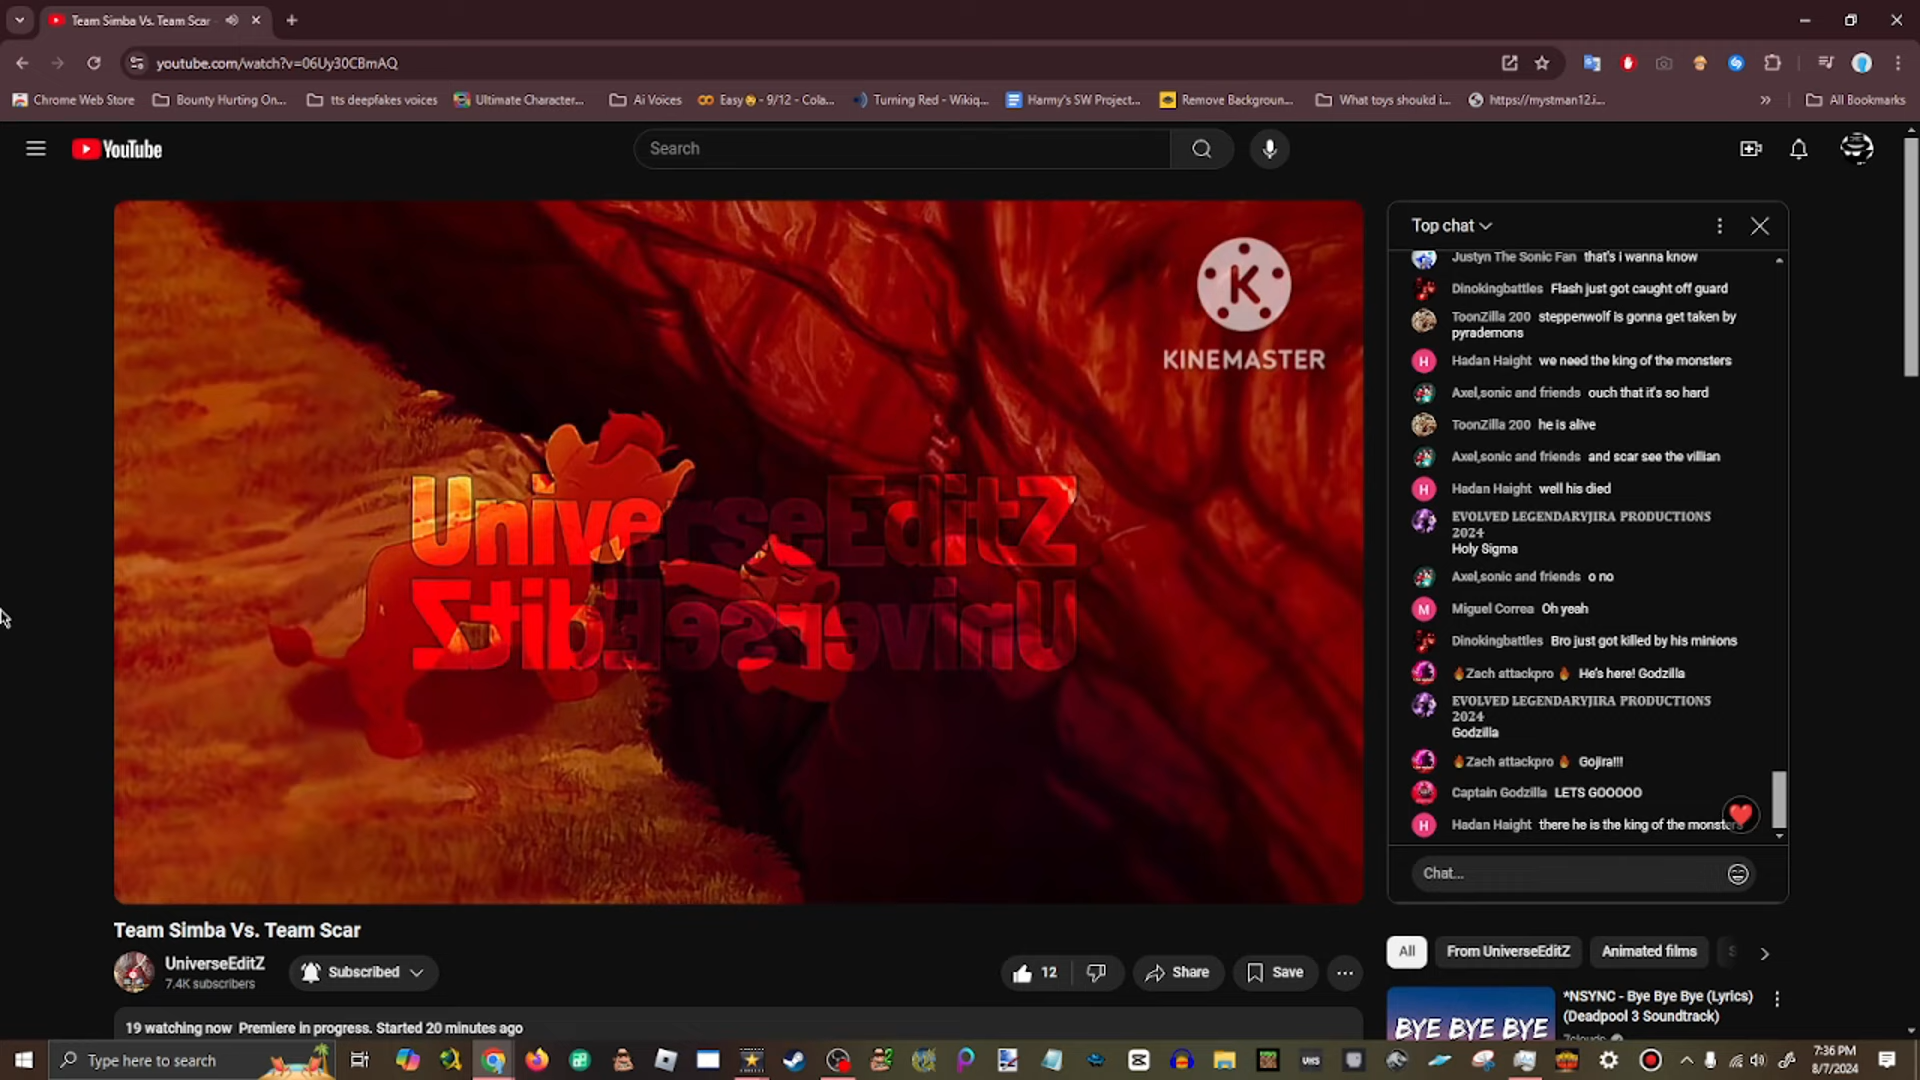 Team Simba Vs. Team Scar
youtube.com/watch?v=06Uy30CBmAQ
Chrome Web Store
Bounty Hurting On...
tts deepfakes voices
Ultimate Character...
Ai Voices
Easy - 9/12 - Cola...
Turning Red - Wikiq...
Harmy's SW Project...
Remove Backgroun...
What toys shoukd i...
https://mystman12.i...
All Bookmarks
YouTube
Search
K
KINEMASTER
UniverseEditZ
UniverseEditZ
Top chat
Justyn The Sonic Fan that's i wanna know
Dinokingbattles Flash just got caught off guard
ToonZilla 200 steppenwolf is gonna get taken by
pyrademons
H Hadan Haight we need the king of the monsters
Axel,sonic and friends ouch that it's so hard
ToonZilla 200 he is alive
Axel,sonic and friends and scar see the villian
H Hadan Haight well his died
EVOLVED LEGENDARYJIRA PRODUCTIONS
2024
Holy Sigma
Axel,sonic and friends o no
M Miguel Correa Oh yeah
Dinokingbattles Bro just got killed by his minions
🔥Zach attackpro🔥 He's here! Godzilla
EVOLVED LEGENDARYJIRA PRODUCTIONS
2024
Godzilla
🔥Zach attackpro🔥 Gojira!!!
Captain Godzilla LETS GOOOOO
H Hadan Haight there he is the king of the monsters
Chat...
Team Simba Vs. Team Scar
UniverseEditZ
7.4K subscribers
Subscribed
12
Share
Save
19 watching now Premiere in progress. Started 20 minutes ago
All
From UniverseEditZ
Animated films
*NSYNC - Bye Bye Bye (Lyrics)
(Deadpool 3 Soundtrack)
BYE BYE BYE
Type here to search
VHS
7:36 PM
8/7/2024